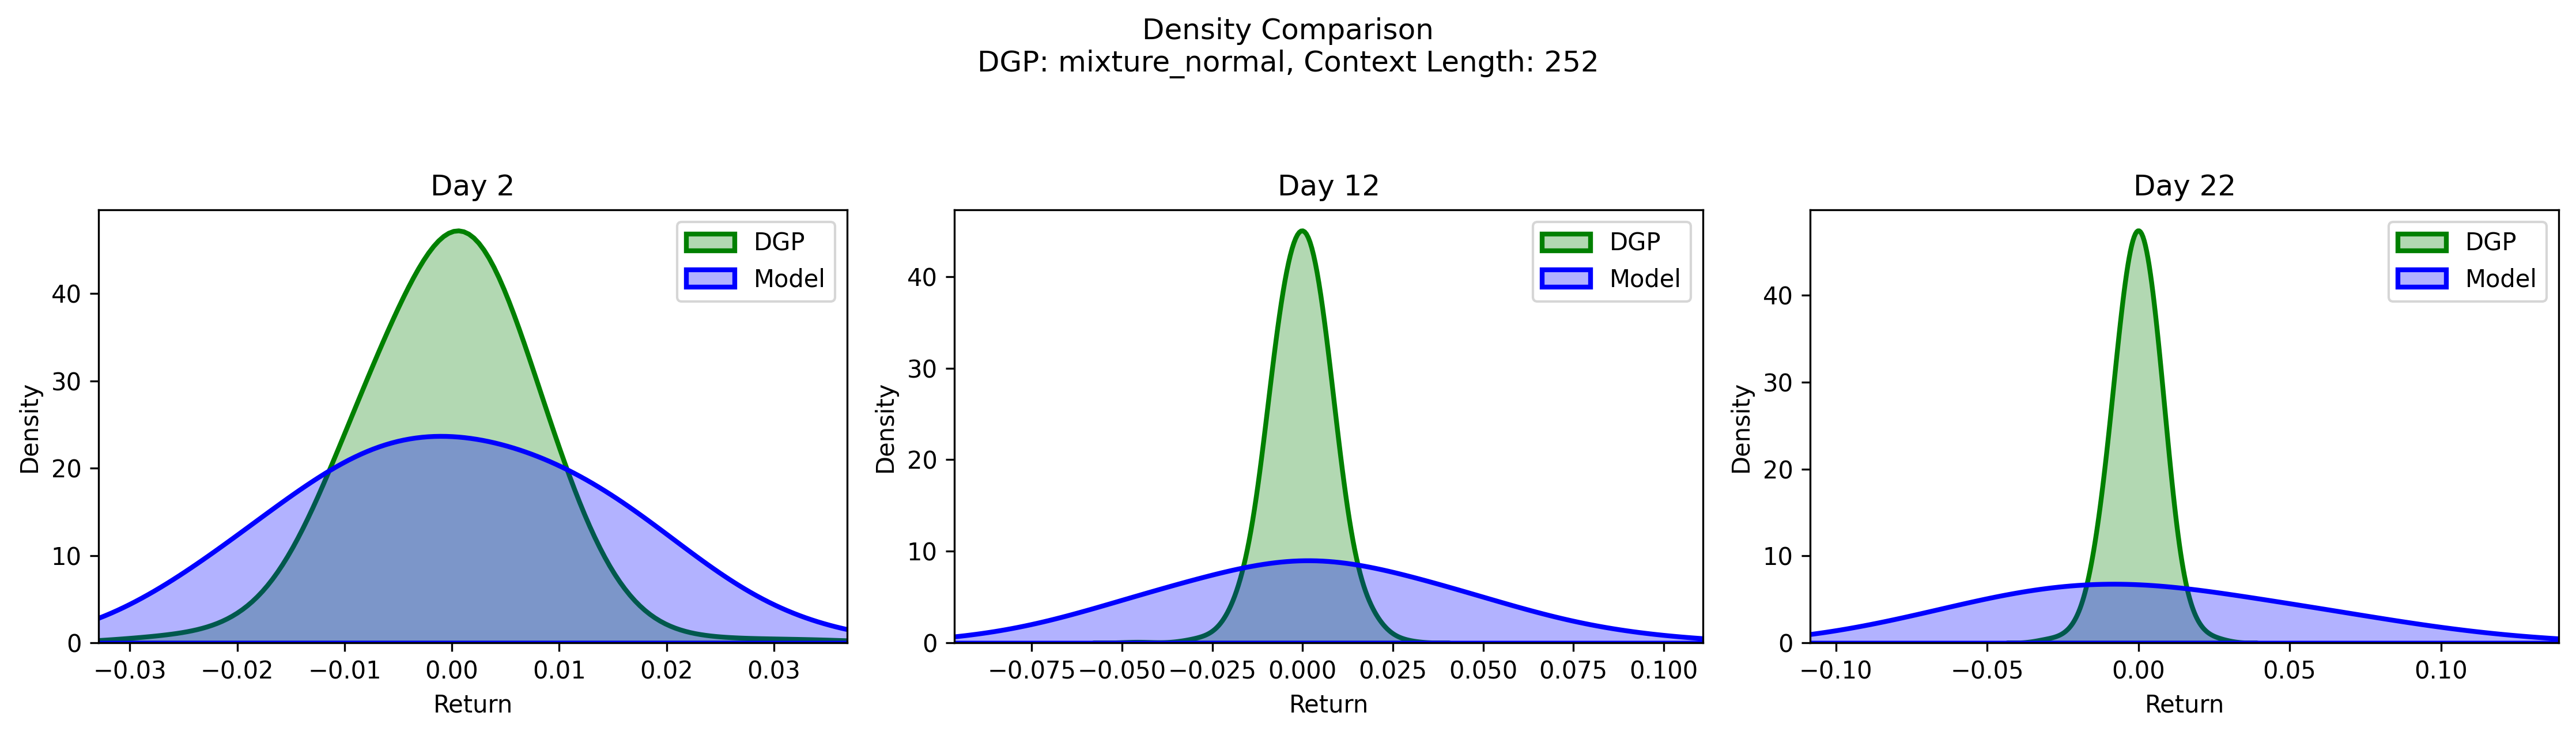 Density Comparison
DGP: mixture_normal, Context Length: 252
Day 2
Density
40
30
20
10
0
−0.03 −0.02 −0.01 0.00 0.01 0.02 0.03
Return
DGP
Model
Day 12
Density
40
30
20
10
0
−0.075 −0.050 −0.025 0.000 0.025 0.050 0.075 0.100
Return
DGP
Model
Day 22
Density
40
30
20
10
0
−0.10 −0.05 0.00 0.05 0.10
Return
DGP
Model